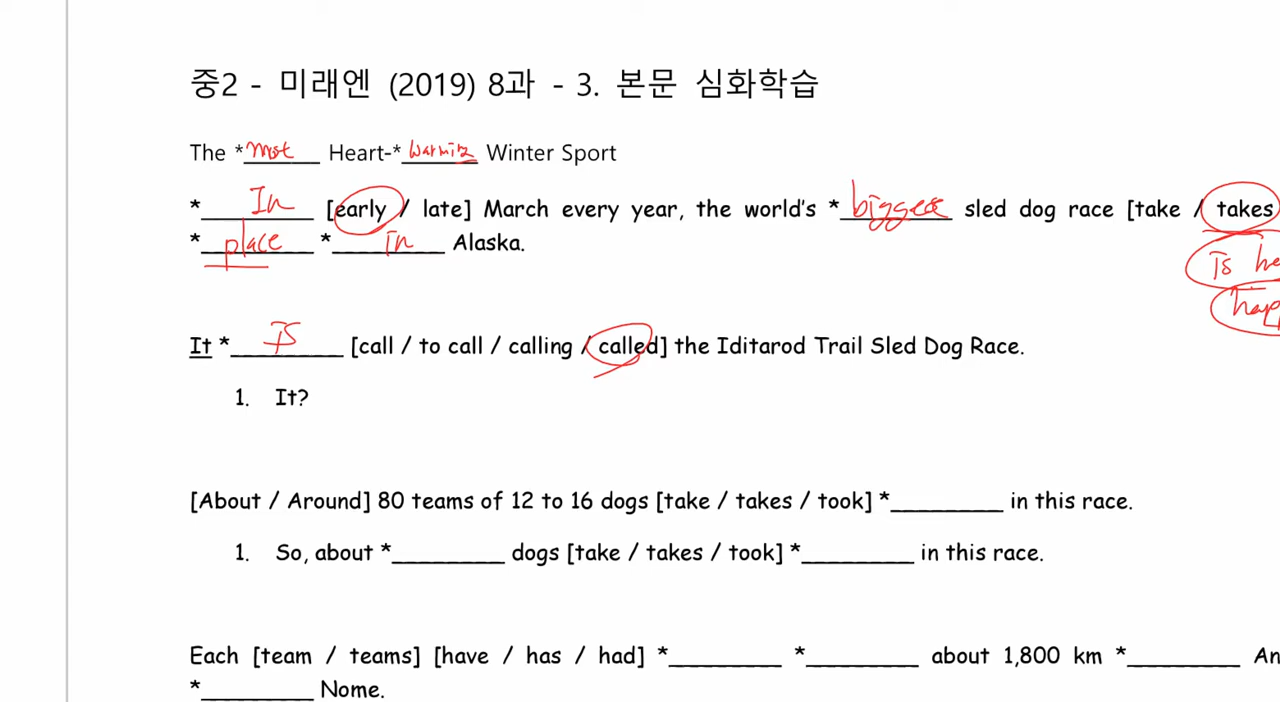 중2 - 미래엔 (2019) 8과 - 3. 본문 심화학습
The *most Heart-* Winter Sport
* In [early / late] March every year, the world's * sled dog race [take / takes
* place * in Alaska.
is
It * is [call / to call / calling / called] the Iditarod Trail Sled Dog Race.
1. It?
[About / Around] 80 teams of 12 to 16 dogs [take / takes / took] *________ in this race.
1. So, about *________ dogs [take / takes / took] *________ in this race.
Each [team / teams] [have / has / had] *________ *________ about 1,800 km *________ An
*________ Nome.